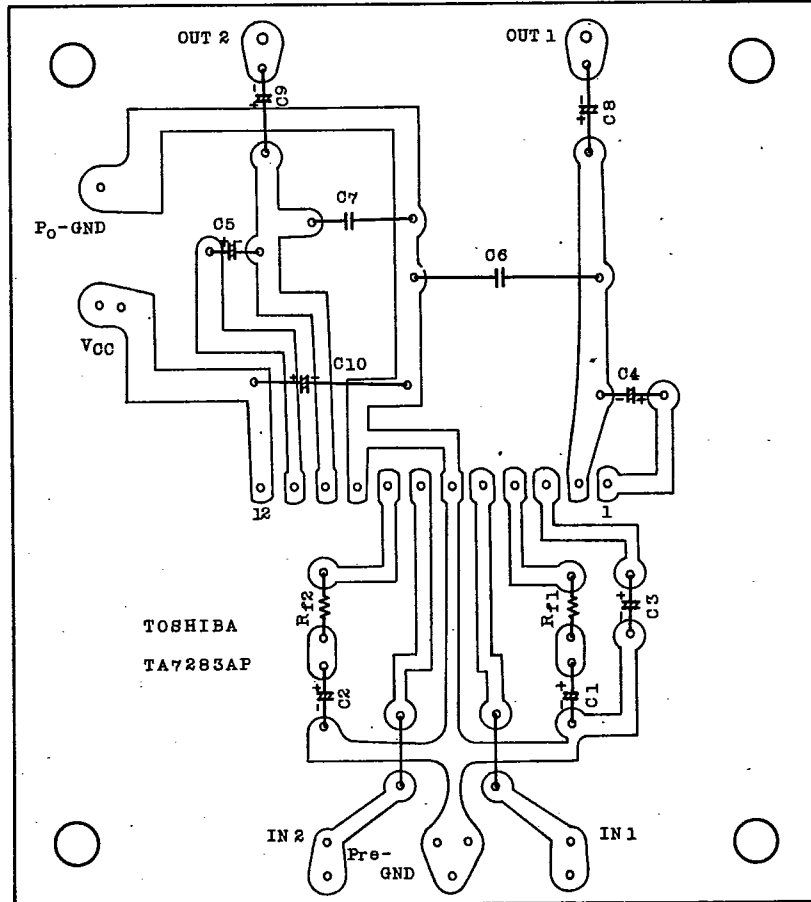 OUT 2
OUT 1
C9
C8
P₀-GND
C7
C5
C6
VCC
C10
C4
12
1
Rf2
Rf1
C3
TOSHIBA
TA7283AP
C2
C1
IN 2
IN 1
Pre-
GND